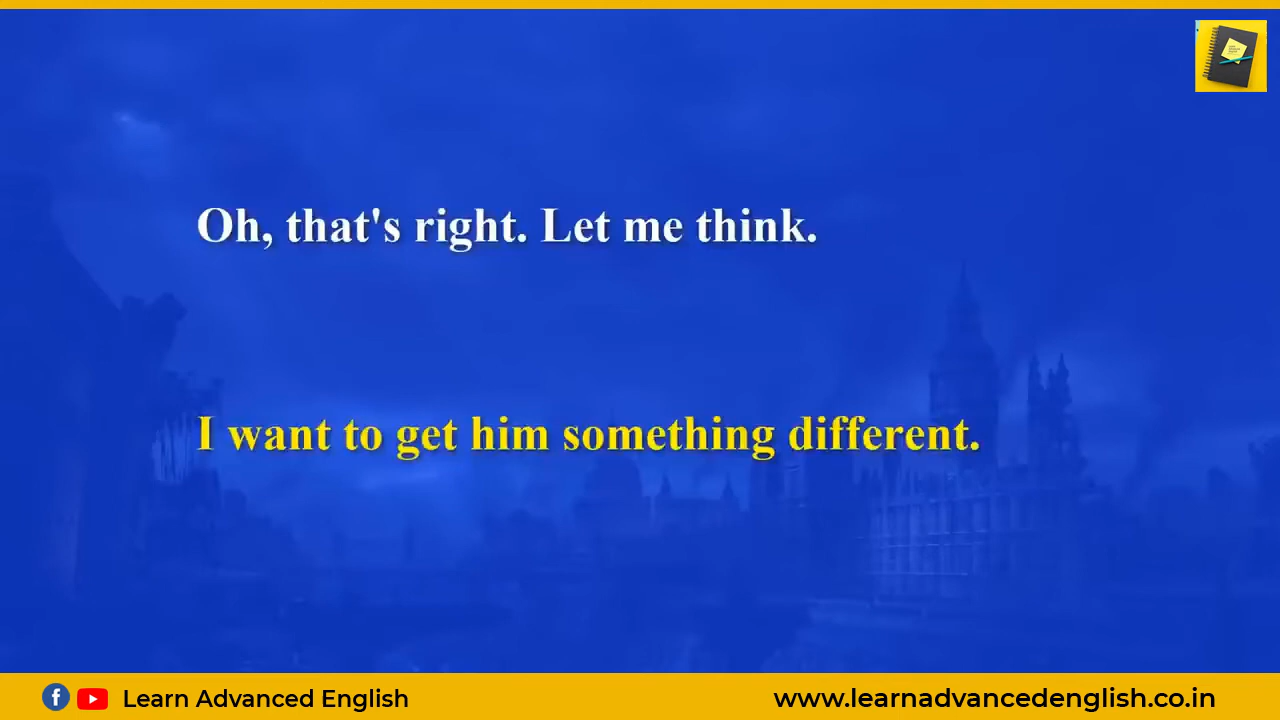 Oh, that's right. Let me think.
I want to get him something different.
Learn Advanced English
www.learnadvancedenglish.co.in